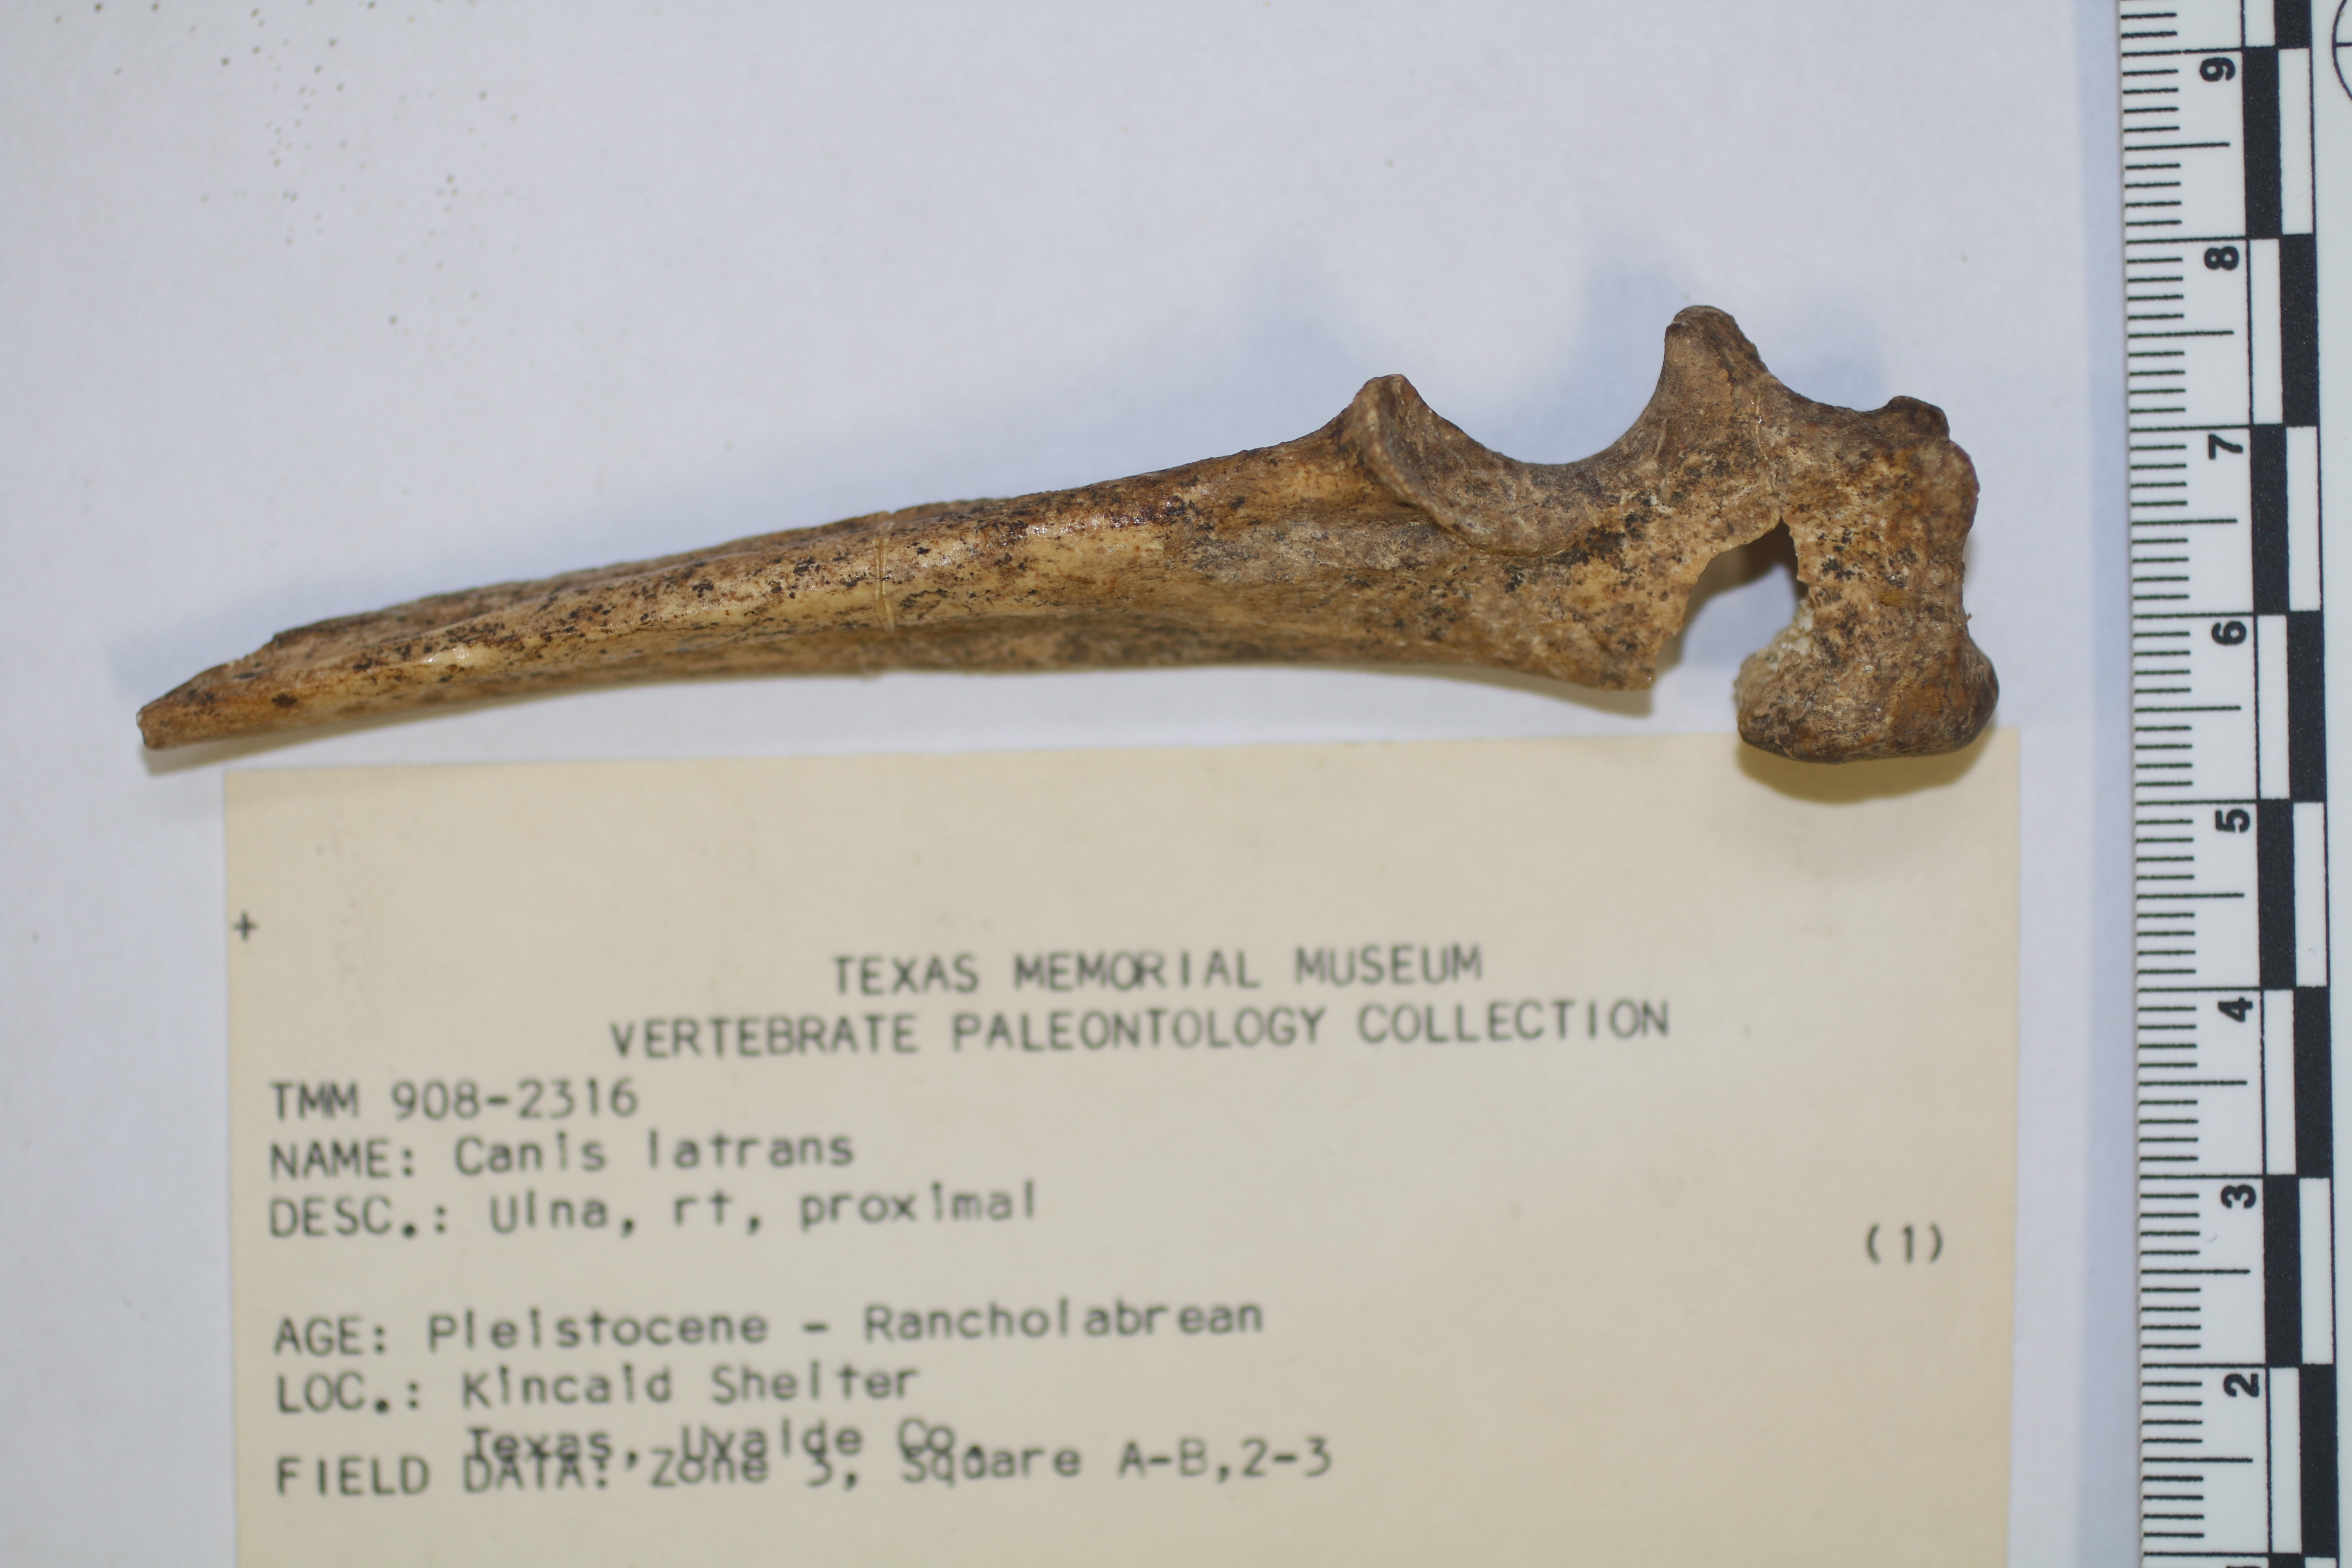 +
TEXAS MEMORIAL MUSEUM
VERTEBRATE PALEONTOLOGY COLLECTION
TMM 908-2316
NAME: Canis latrans
DESC.: Ulna, rt, proximal
(1)
AGE: Pleistocene - Rancholabrean
LOC.: Kincaid Shelter
Texas, Uvalde Co.
FIELD DATA: Zone 3, Square A-B,2-3
9
8
7
6
5
4
3
2